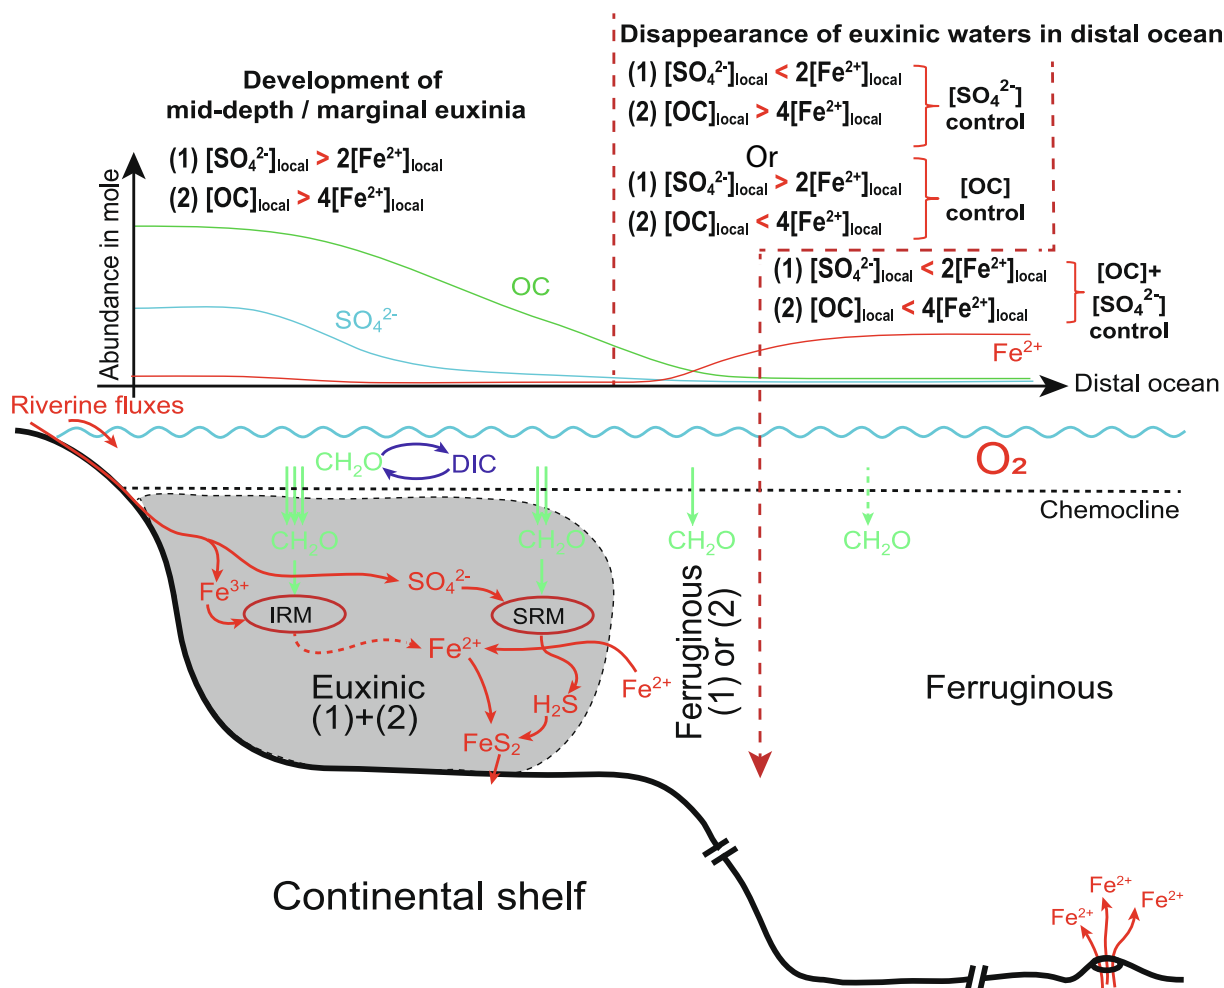 Development of
mid-depth / marginal euxinia
(1) [SO₄²⁻]local > 2[Fe²⁺]local
(2) [OC]local > 4[Fe²⁺]local
Disappearance of euxinic waters in distal ocean
(1) [SO₄²⁻]local < 2[Fe²⁺]local
(2) [OC]local > 4[Fe²⁺]local
[SO₄²⁻]
control
Or
(1) [SO₄²⁻]local > 2[Fe²⁺]local
(2) [OC]local < 4[Fe²⁺]local
[OC]
control
(1) [SO₄²⁻]local < 2[Fe²⁺]local
(2) [OC]local < 4[Fe²⁺]local
[OC]+
[SO₄²⁻]
control
Abundance in mole
OC
SO₄²⁻
Fe²⁺
Distal ocean
Riverine fluxes
CH₂O
DIC
O₂
Chemocline
CH₂O
CH₂O
CH₂O
CH₂O
Fe³⁺
SO₄²⁻
IRM
SRM
Fe²⁺
Fe²⁺
H₂S
FeS₂
Euxinic
(1)+(2)
Ferruginous
(1) or (2)
Ferruginous
Continental shelf
Fe²⁺
Fe²⁺
Fe²⁺